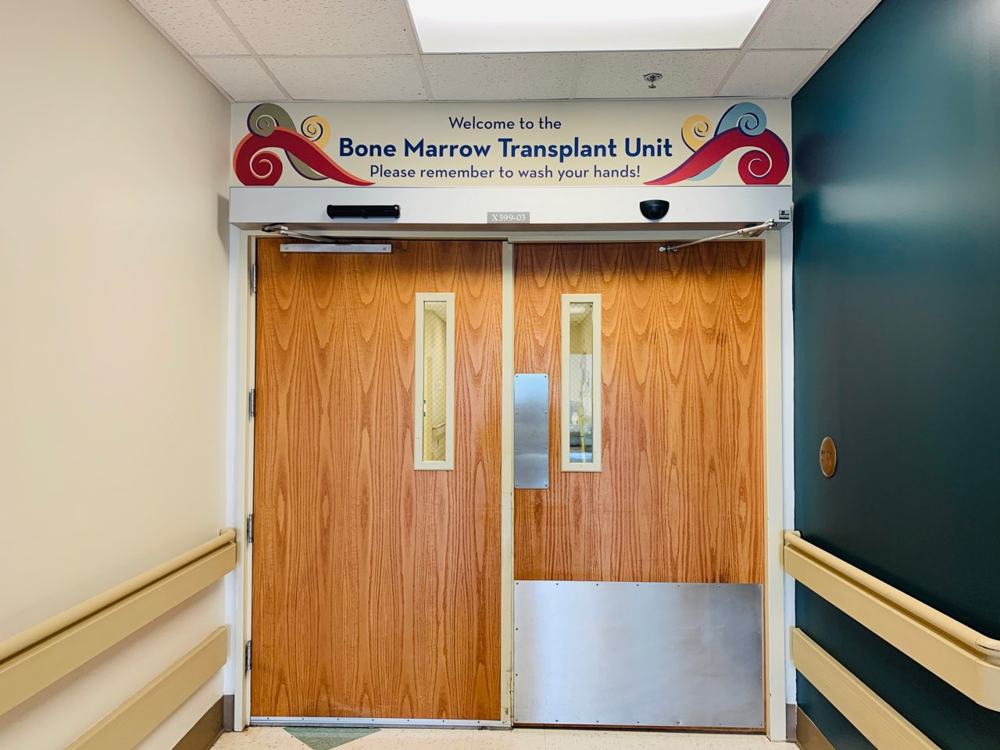 Welcome to the
Bone Marrow Transplant Unit
Please remember to wash your hands!
X599-03